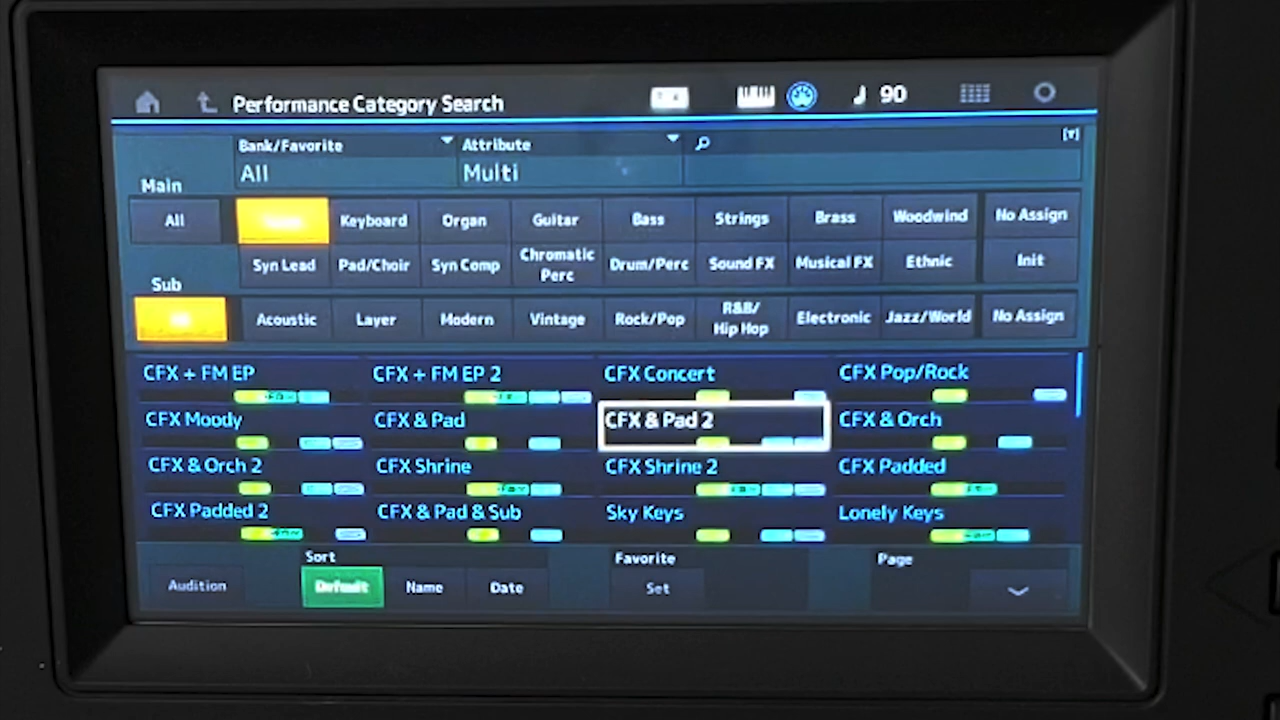 Performance Category Search 90
Bank/Favorite Attribute
All Multi
Main
All Keyboard Organ Guitar Bass Strings Brass Woodwind No Assign
Syn Lead Pad/Choir Syn Comp Chromatic Perc Drum/Perc Sound FX Musical FX Ethnic Init
Sub
Acoustic Layer Modern Vintage Rock/Pop R&B/ Hip Hop Electronic Jazz/World No Assign
CFX + FM EP CFX + FM EP 2 CFX Concert CFX Pop/Rock
CFX Moody CFX & Pad CFX & Pad 2 CFX & Orch
CFX & Orch 2 CFX Shrine CFX Shrine 2 CFX Padded
CFX Padded 2 CFX & Pad & Sub Sky Keys Lonely Keys
Sort Favorite Page
Audition Default Name Date Set